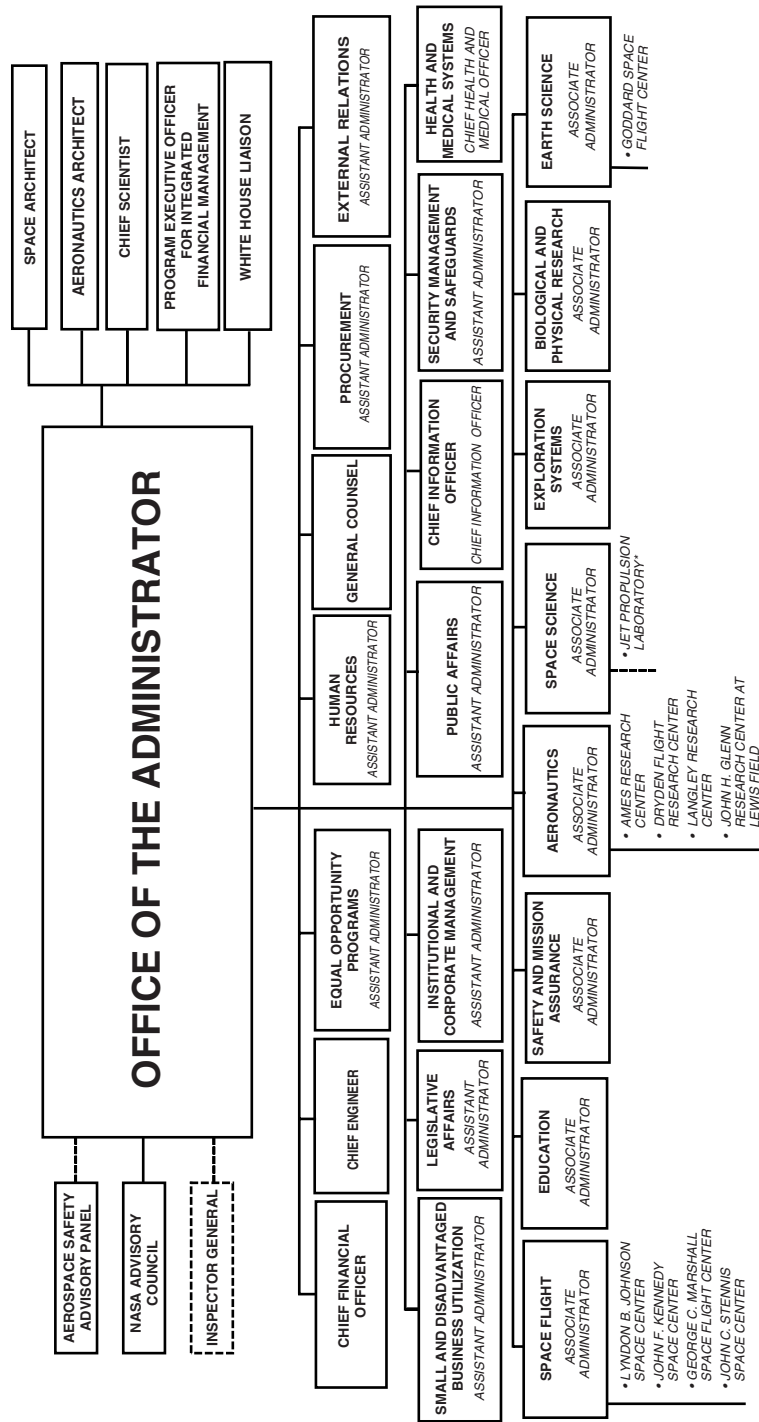 OFFICE OF THE ADMINISTRATOR
AEROSPACE SAFETY
ADVISORY PANEL
NASA ADVISORY
COUNCIL
INSPECTOR GENERAL
SPACE ARCHITECT
AERONAUTICS ARCHITECT
CHIEF SCIENTIST
PROGRAM EXECUTIVE OFFICER
FOR INTEGRATED
FINANCIAL MANAGEMENT
WHITE HOUSE LIAISON
CHIEF FINANCIAL
OFFICER
CHIEF ENGINEER
EQUAL OPPORTUNITY
PROGRAMS
ASSISTANT ADMINISTRATOR
HUMAN
RESOURCES
ASSISTANT ADMINISTRATOR
GENERAL COUNSEL
PROCUREMENT
ASSISTANT ADMINISTRATOR
EXTERNAL RELATIONS
ASSISTANT ADMINISTRATOR
SMALL AND DISADVANTAGED
BUSINESS UTILIZATION
ASSISTANT ADMINISTRATOR
LEGISLATIVE
AFFAIRS
ASSISTANT
ADMINISTRATOR
INSTITUTIONAL AND
CORPORATE MANAGEMENT
ASSISTANT ADMINISTRATOR
PUBLIC AFFAIRS
ASSISTANT ADMINISTRATOR
CHIEF INFORMATION
OFFICER
CHIEF INFORMATION OFFICER
SECURITY MANAGEMENT
AND SAFEGUARDS
ASSISTANT ADMINISTRATOR
HEALTH AND
MEDICAL SYSTEMS
CHIEF HEALTH AND
MEDICAL OFFICER
SPACE FLIGHT
ASSOCIATE
ADMINISTRATOR
• LYNDON B. JOHNSON
SPACE CENTER
• JOHN F. KENNEDY
SPACE CENTER
• GEORGE C. MARSHALL
SPACE FLIGHT CENTER
• JOHN C. STENNIS
SPACE CENTER
EDUCATION
ASSOCIATE
ADMINISTRATOR
SAFETY AND MISSION
ASSURANCE
ASSOCIATE
ADMINISTRATOR
AERONAUTICS
ASSOCIATE
ADMINISTRATOR
• AMES RESEARCH
CENTER
• DRYDEN FLIGHT
RESEARCH CENTER
• LANGLEY RESEARCH
CENTER
• JOHN H. GLENN
RESEARCH CENTER AT
LEWIS FIELD
SPACE SCIENCE
ASSOCIATE
ADMINISTRATOR
• JET PROPULSION
LABORATORY*
EXPLORATION
SYSTEMS
ASSOCIATE
ADMINISTRATOR
BIOLOGICAL AND
PHYSICAL RESEARCH
ASSOCIATE
ADMINISTRATOR
EARTH SCIENCE
ASSOCIATE
ADMINISTRATOR
• GODDARD SPACE
FLIGHT CENTER